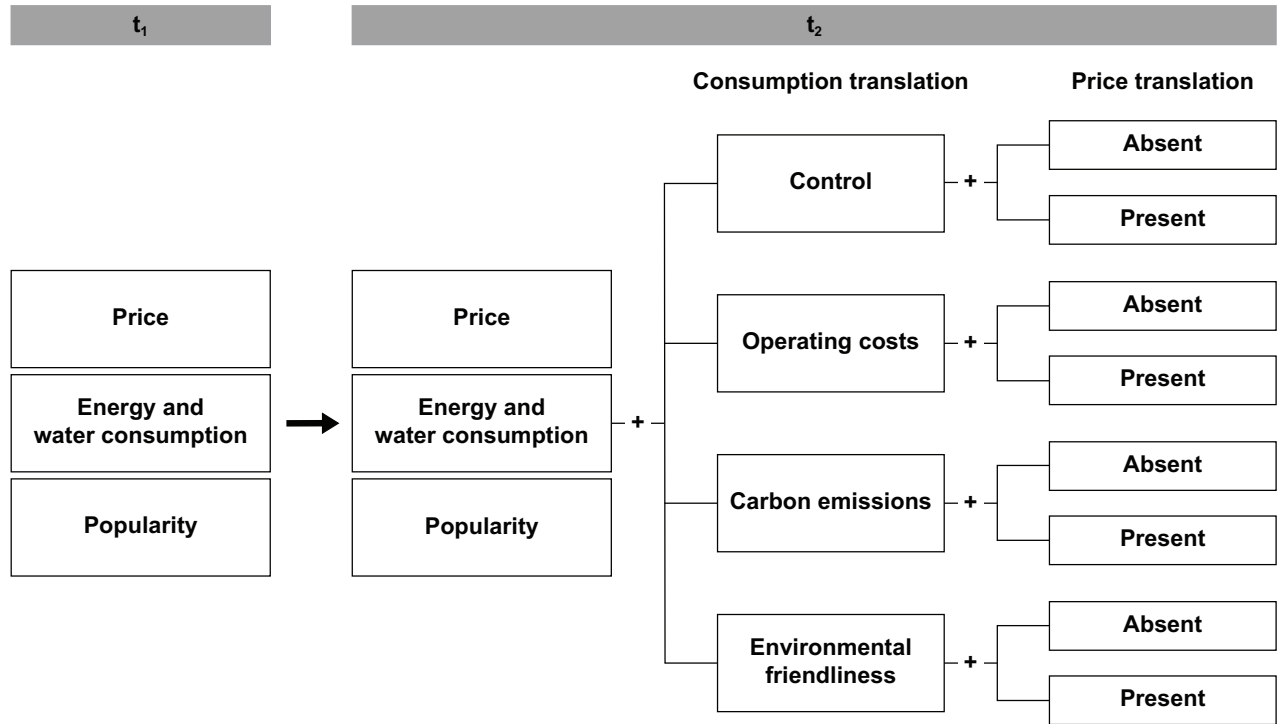 t₁
t₂
Consumption translation
Price translation
Control
+
Absent
Present
Price
Energy and
water consumption
Popularity
Price
Energy and
water consumption
Popularity
+
Operating costs
+
Absent
Present
Carbon emissions
+
Absent
Present
Environmental
friendliness
+
Absent
Present